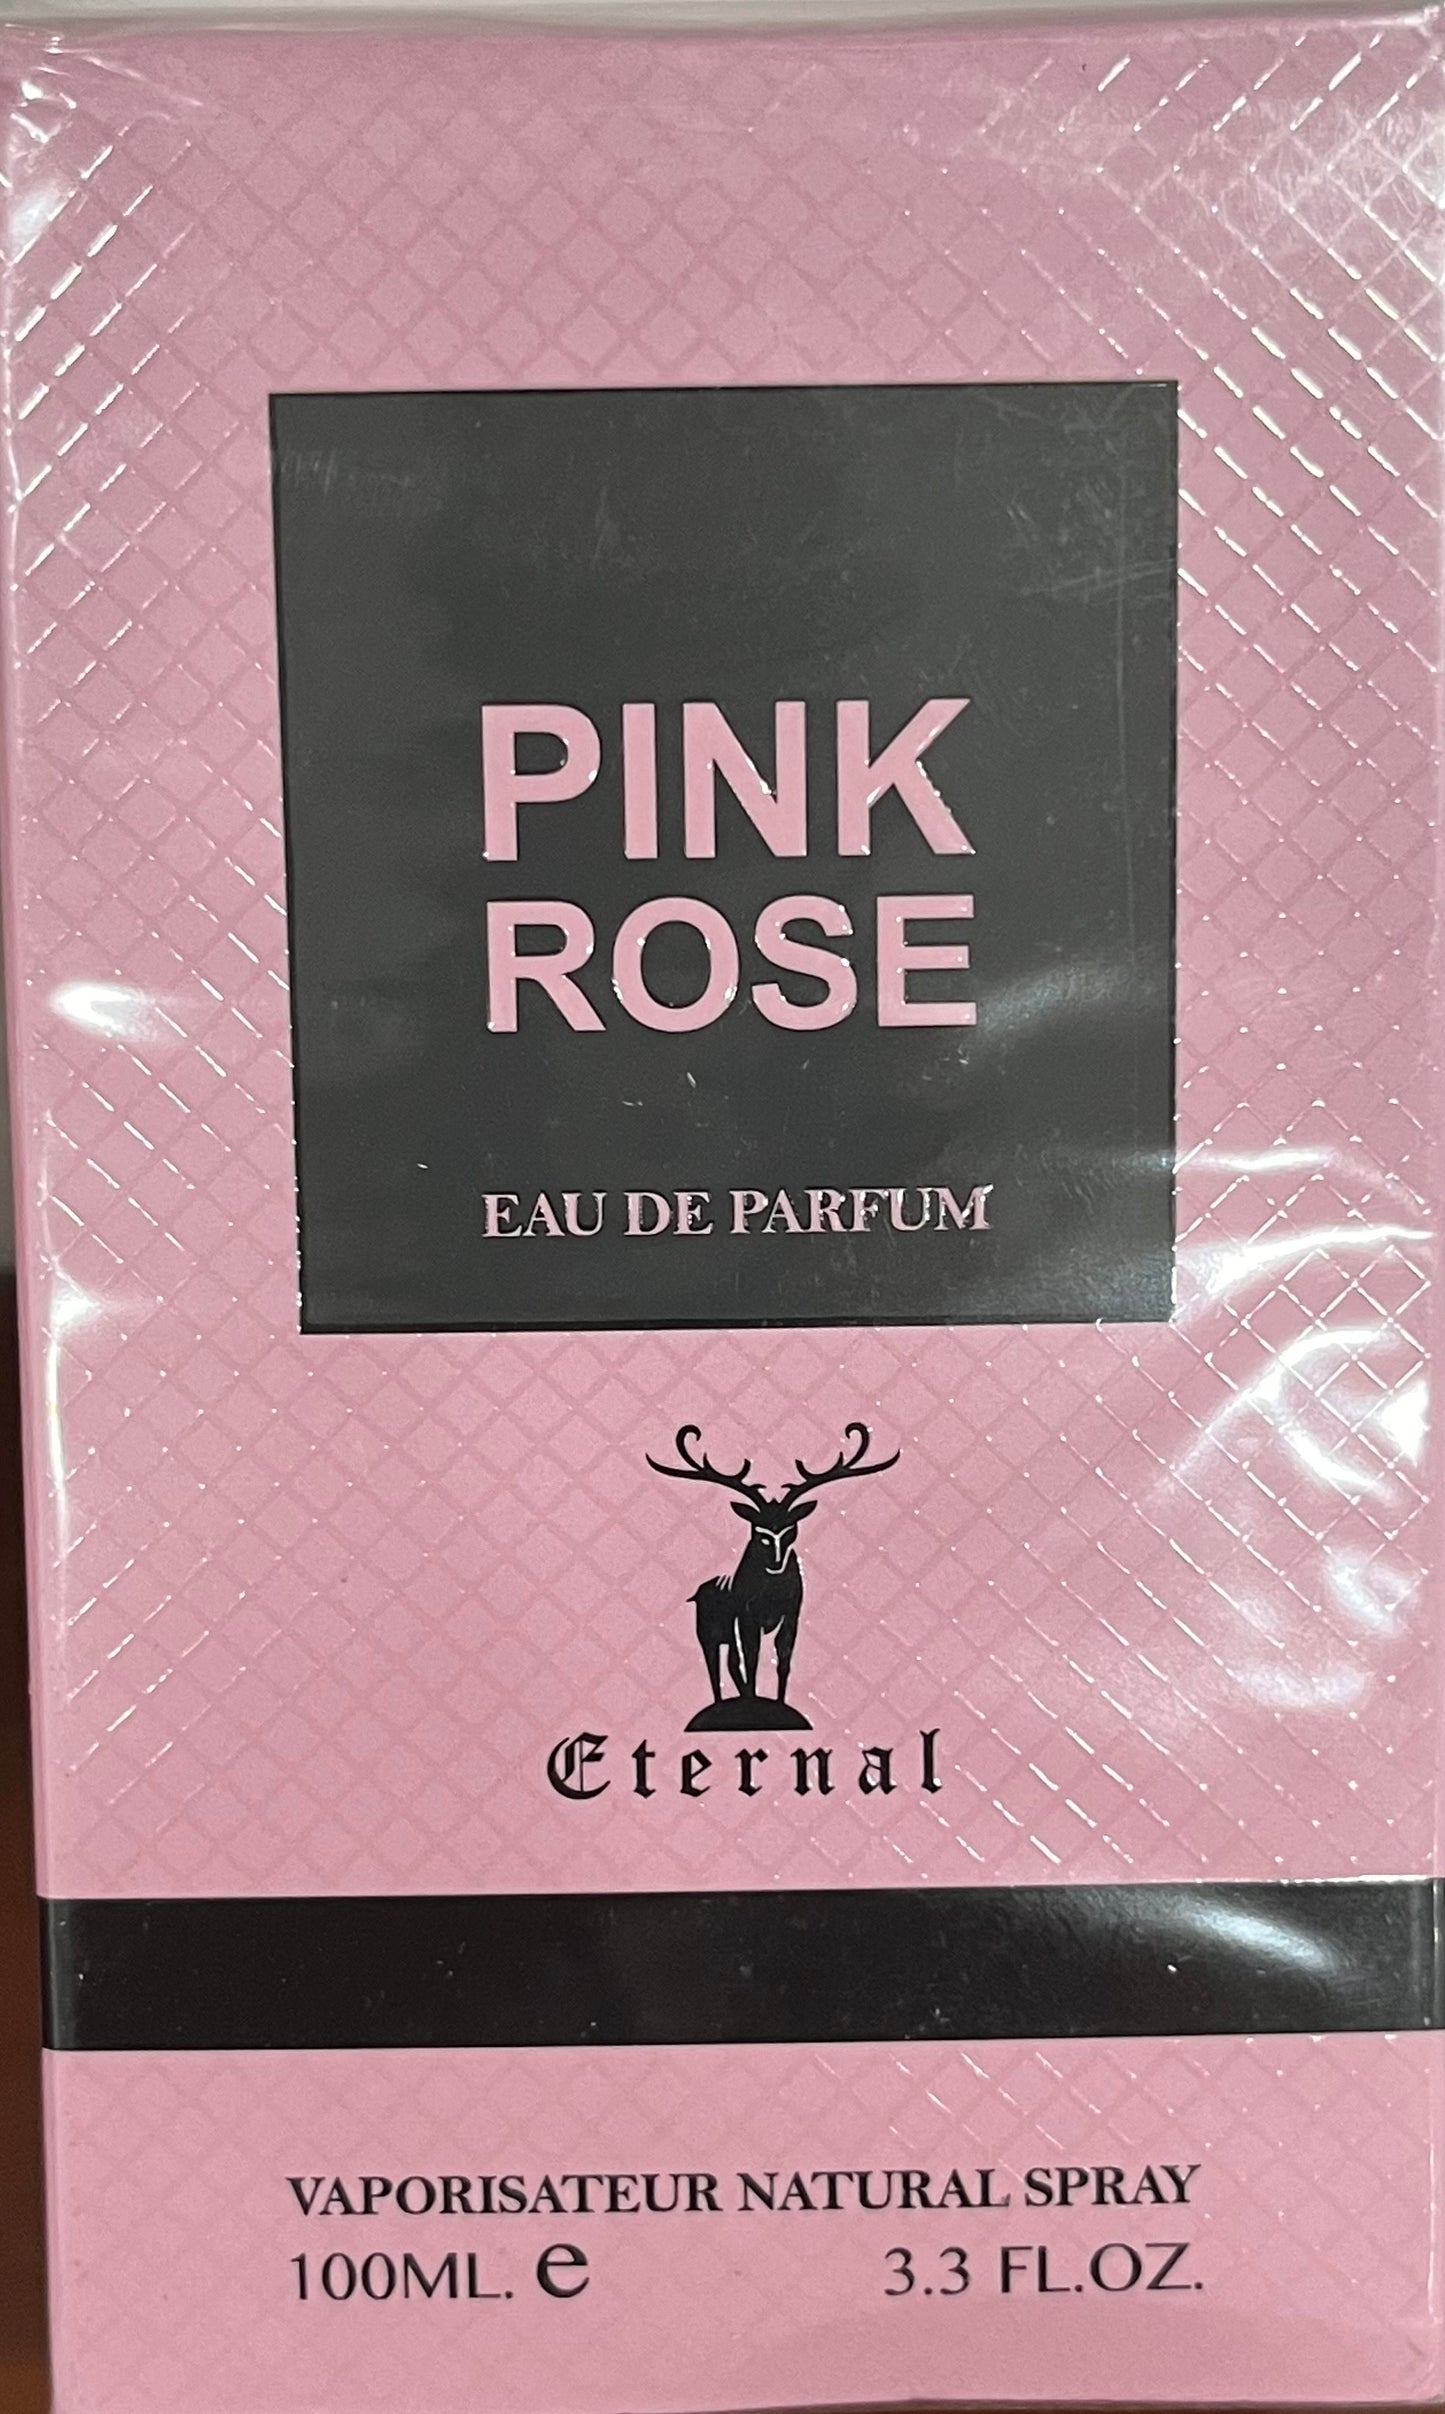 PINK
ROSE
EAU DE PARFUM
Eternal
VAPORISATEUR NATURAL SPRAY
100ML. e 3.3 FL.OZ.